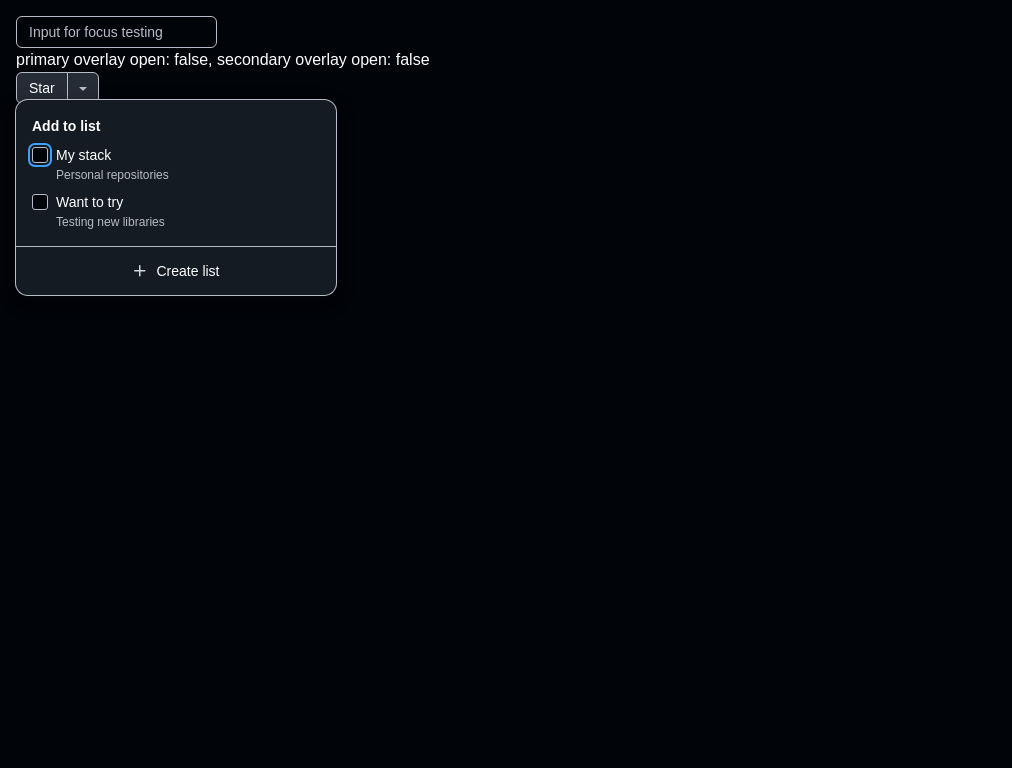 Input for focus testing
primary overlay open: false, secondary overlay open: false
Star
Add to list
My stack
Personal repositories
Want to try
Testing new libraries
Create list